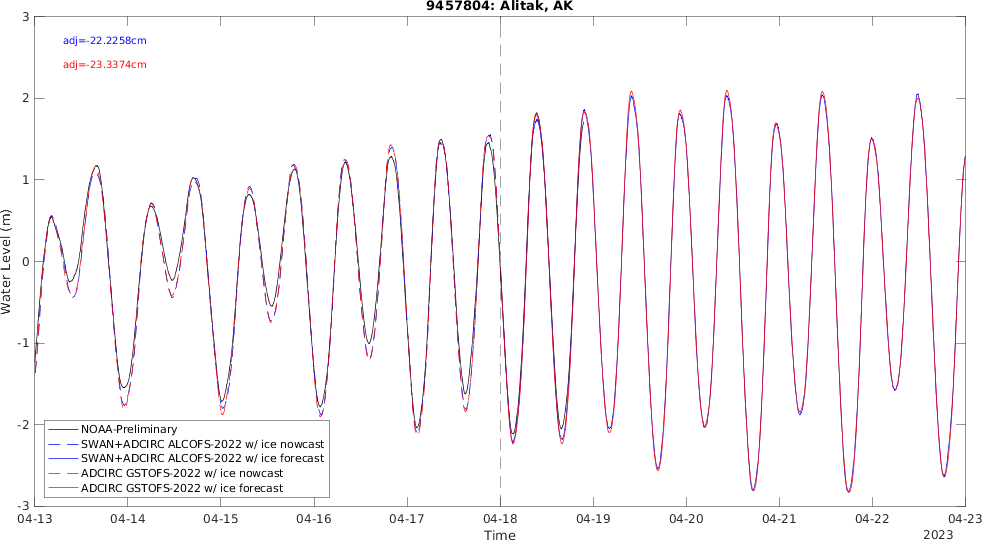 9457804: Alitak, AK
adj=-22.2258cm
adj=-23.3374cm
3
2
1
0
-1
-2
-3
Water Level (m)
NOAA-Preliminary
SWAN+ADCIRC ALCOFS-2022 w/ ice nowcast
SWAN+ADCIRC ALCOFS-2022 w/ ice forecast
ADCIRC GSTOFS-2022 w/ ice nowcast
ADCIRC GSTOFS-2022 w/ ice forecast
04-13 04-14 04-15 04-16 04-17 04-18 04-19 04-20 04-21 04-22 04-23
Time
2023